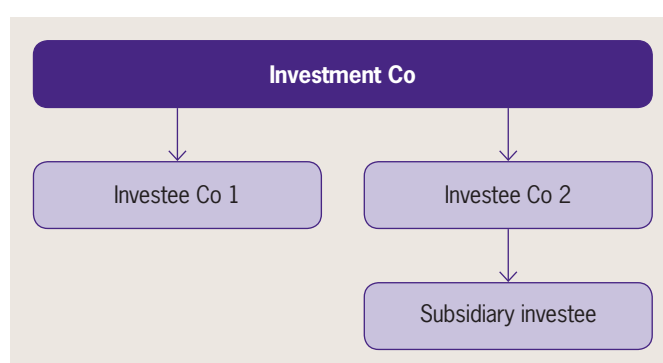 Investment Co
Investee Co 1
Investee Co 2
Subsidiary investee